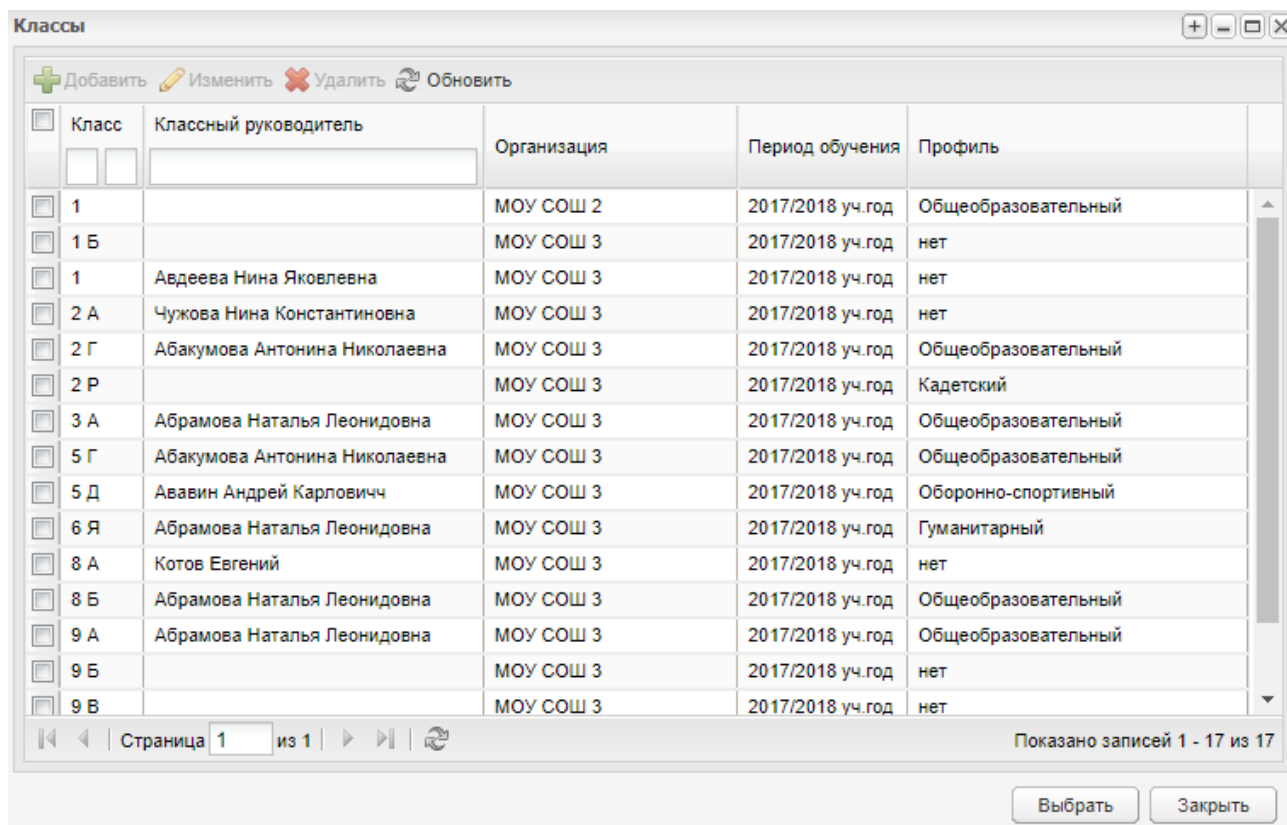 Классы
Добавить Изменить Удалить Обновить
Класс Классный руководитель Организация Период обучения Профиль
1 МОУ СОШ 2 2017/2018 уч.год Общеобразовательный
1 Б МОУ СОШ 3 2017/2018 уч.год нет
1 Авдеева Нина Яковлевна МОУ СОШ 3 2017/2018 уч.год нет
2 А Чужова Нина Константиновна МОУ СОШ 3 2017/2018 уч.год нет
2 Г Абакумова Антонина Николаевна МОУ СОШ 3 2017/2018 уч.год Общеобразовательный
2 Р МОУ СОШ 3 2017/2018 уч.год Кадетский
3 А Абрамова Наталья Леонидовна МОУ СОШ 3 2017/2018 уч.год Общеобразовательный
5 Г Абакумова Антонина Николаевна МОУ СОШ 3 2017/2018 уч.год Общеобразовательный
5 Д Ававин Андрей Карловичч МОУ СОШ 3 2017/2018 уч.год Оборонно-спортивный
6 Я Абрамова Наталья Леонидовна МОУ СОШ 3 2017/2018 уч.год Гуманитарный
8 А Котов Евгений МОУ СОШ 3 2017/2018 уч.год нет
8 Б Абрамова Наталья Леонидовна МОУ СОШ 3 2017/2018 уч.год Общеобразовательный
9 А Абрамова Наталья Леонидовна МОУ СОШ 3 2017/2018 уч.год Общеобразовательный
9 Б МОУ СОШ 3 2017/2018 уч.год нет
9 В МОУ СОШ 3 2017/2018 уч.год нет
Страница 1 из 1 Показано записей 1 - 17 из 17
Выбрать Закрыть